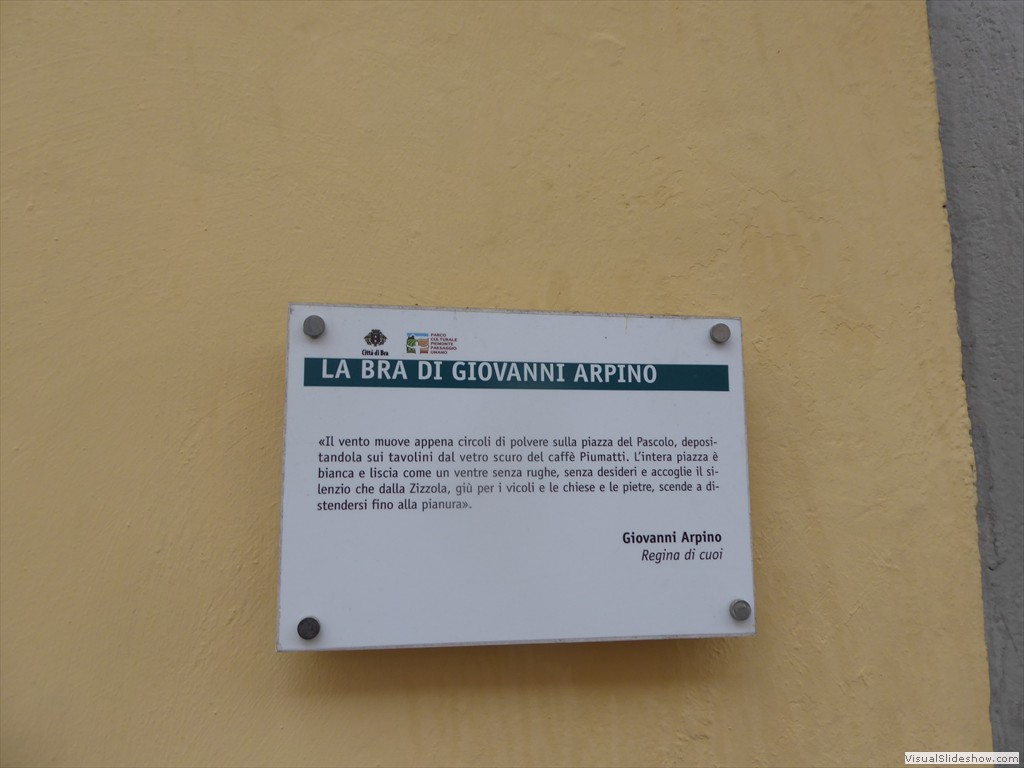 Città di Bra
PARCO
CULTURALE
PIEMONTE
PAESAGGIO
UMANO
LA BRA DI GIOVANNI ARPINO
«Il vento muove appena circoli di polvere sulla piazza del Pascolo, deposi-
tandola sui tavolini dal vetro scuro del caffè Piumatti. L'intera piazza è
bianca e liscia come un ventre senza rughe, senza desideri e accoglie il si-
lenzio che dalla Zizzola, giù per i vicoli e le chiese e le pietre, scende a di-
stendersi fino alla pianura».
Giovanni Arpino
Regina di cuoi
VisualSlideshow.com